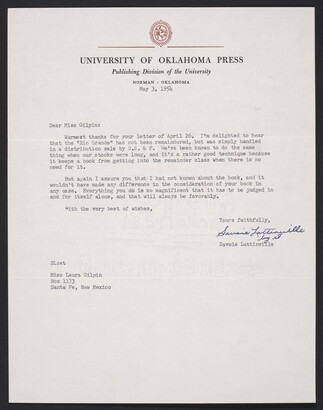 UNIVERSITY OF OKLAHOMA PRESS
Publishing Division of the University
NORMAN · OKLAHOMA
May 3, 1954
Dear Miss Gilpin:
Warmest thanks for your letter of April 26. I'm delighted to hear
that the "Rio Grande" has not been remaindered, but was simply handled
in a distribution sale by D.S. & P. We've been known to do the same
thing when our stocks were long, and it's a rather good technique because
it keeps a book from getting into the remainder class when there is no
need for it.
But again I assure you that I had not known about the book, and it
wouldn't have made any difference in the consideration of your book in
any case. Everything you do is so magnificent that it has to be judged in
and for itself alone, and that will always be favorably.
With the very best of wishes,
Yours faithfully,
Savoie Lottinville
Savoie Lottinville
Miss Laura Gilpin
Box 1173
Santa Fe, New Mexico